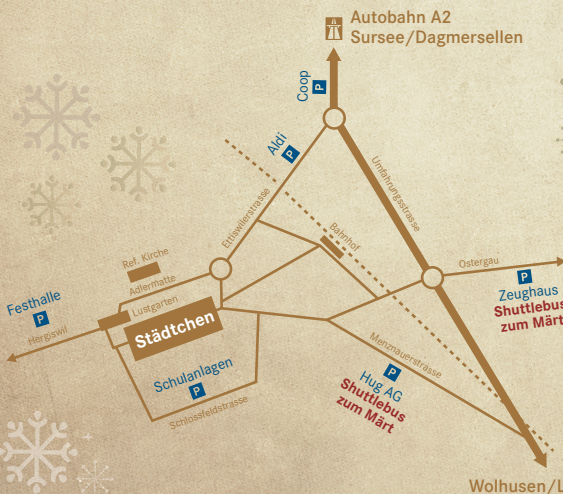 Autobahn A2
Sursee/Dagmersellen
Coop
P
Aldi
P
Umfahrungsstrasse
Ettiswilerstrasse
Bahnhof
Ref. Kirche
Adlermatte
Lustgarten
Städtchen
Festhalle
P
Hergiswil
Ostergau
P
Zeughaus
Shuttlebus
zum Märt
Schulanlagen
P
Schlossfeldstrasse
Menznauerstrasse
P
Hug AG
Shuttlebus
zum Märt
Wolhusen/L